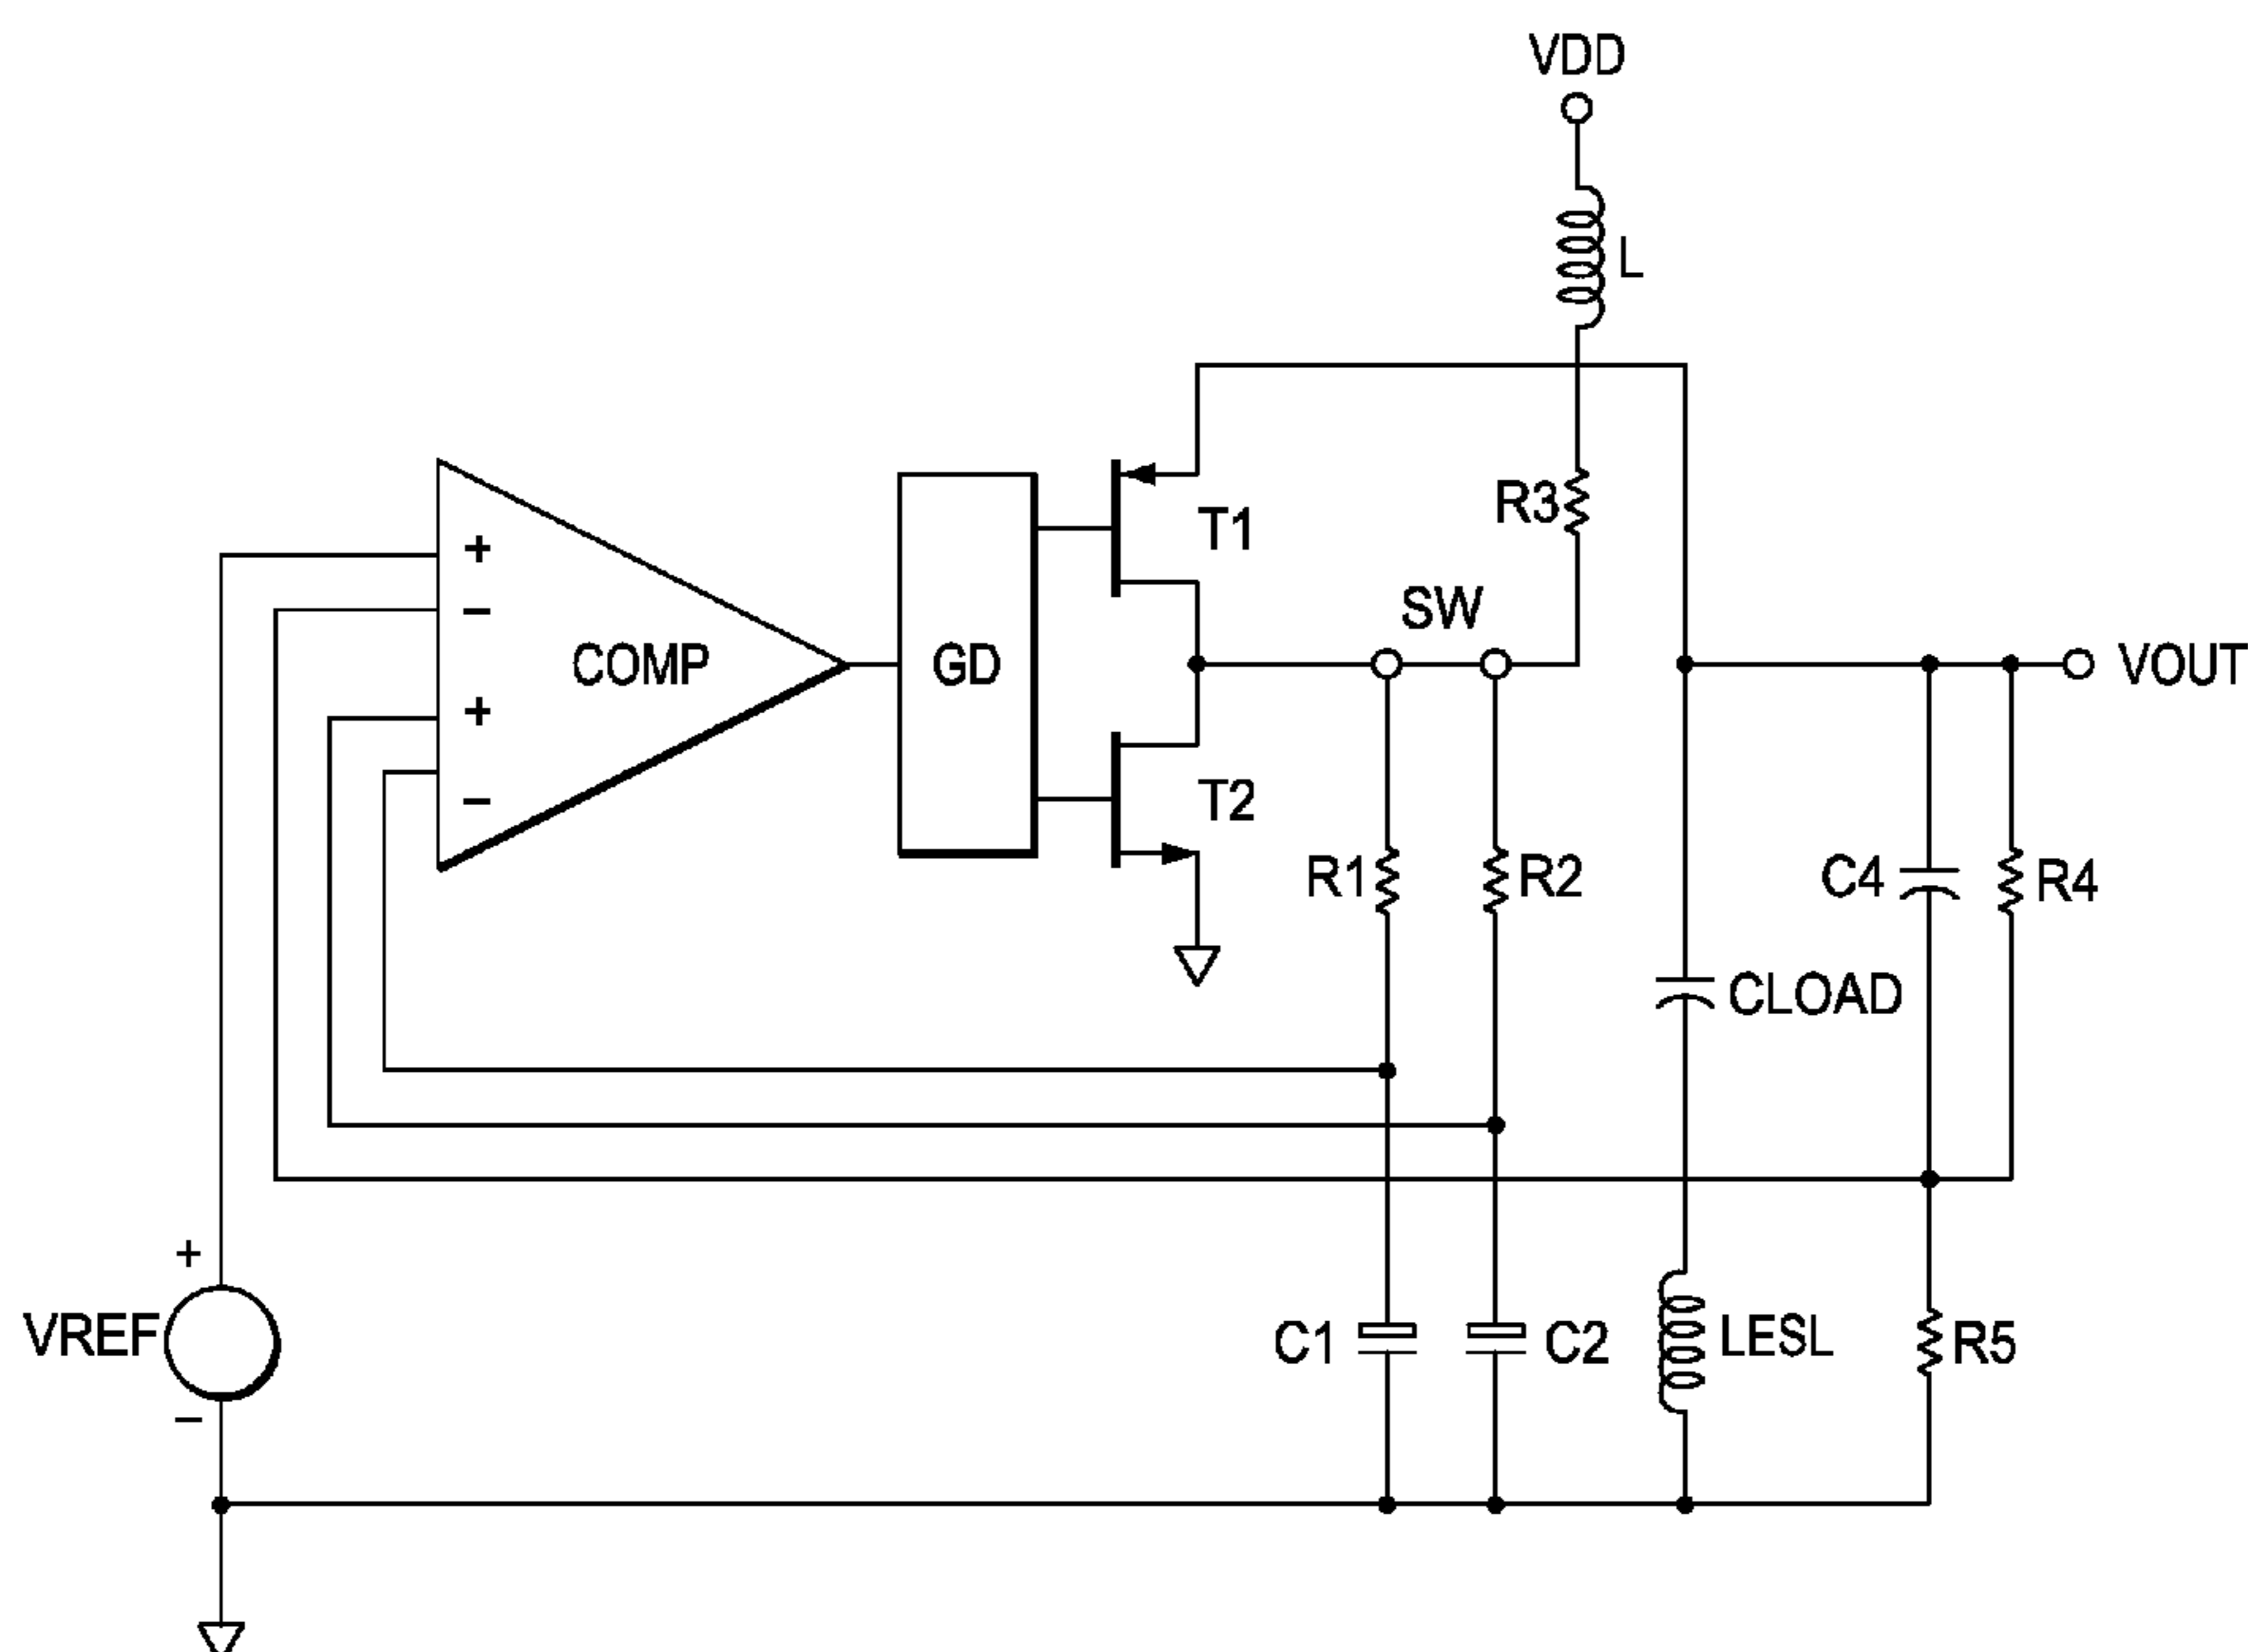 VDD
L
+
−
COMP
+
−
GD
T1
T2
R3
SW
VOUT
R1
R2
C4
R4
CLOAD
+
VREF
−
C1
C2
LESL
R5